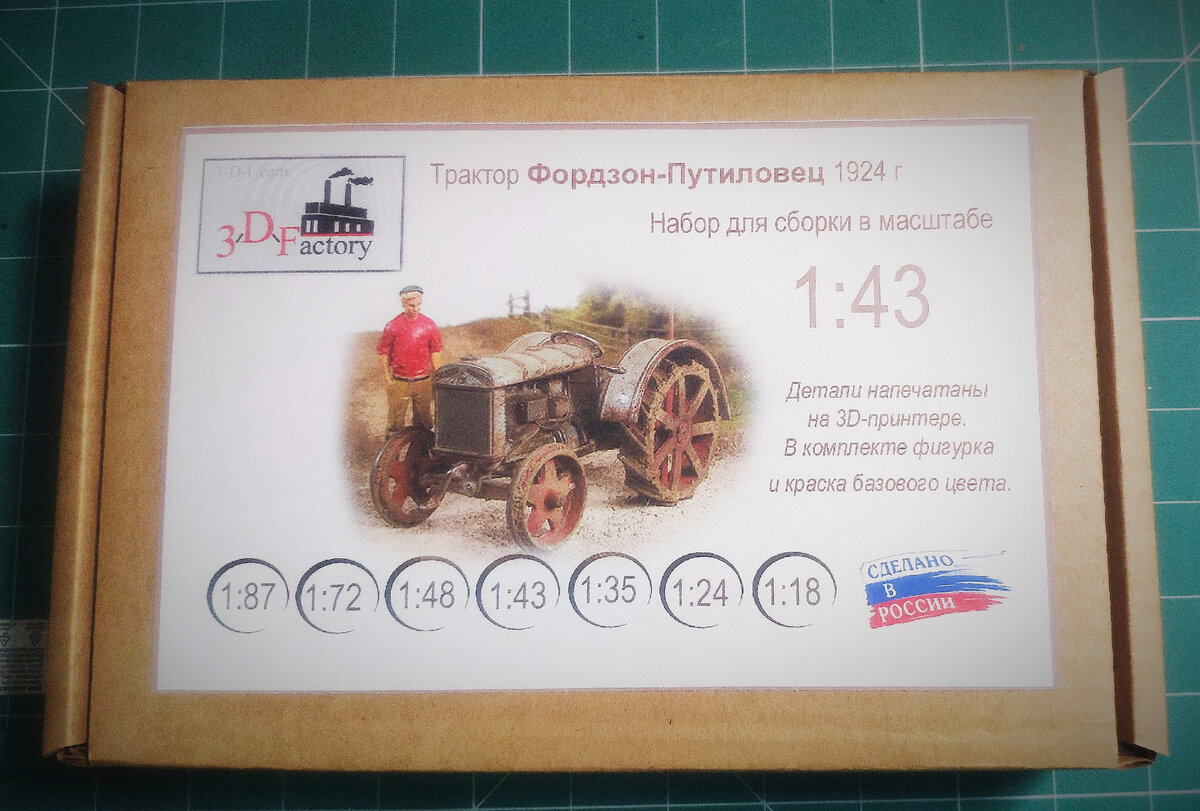 3-D-F.com
3-D-Factory
Трактор Фордзон-Путиловец 1924 г
Набор для сборки в масштабе
1:43
Детали напечатаны
на 3D-принтере.
В комплекте фигурка
и краска базового цвета.
1:87 1:72 1:48 1:43 1:35 1:24 1:18
СДЕЛАНО
В
РОССИИ